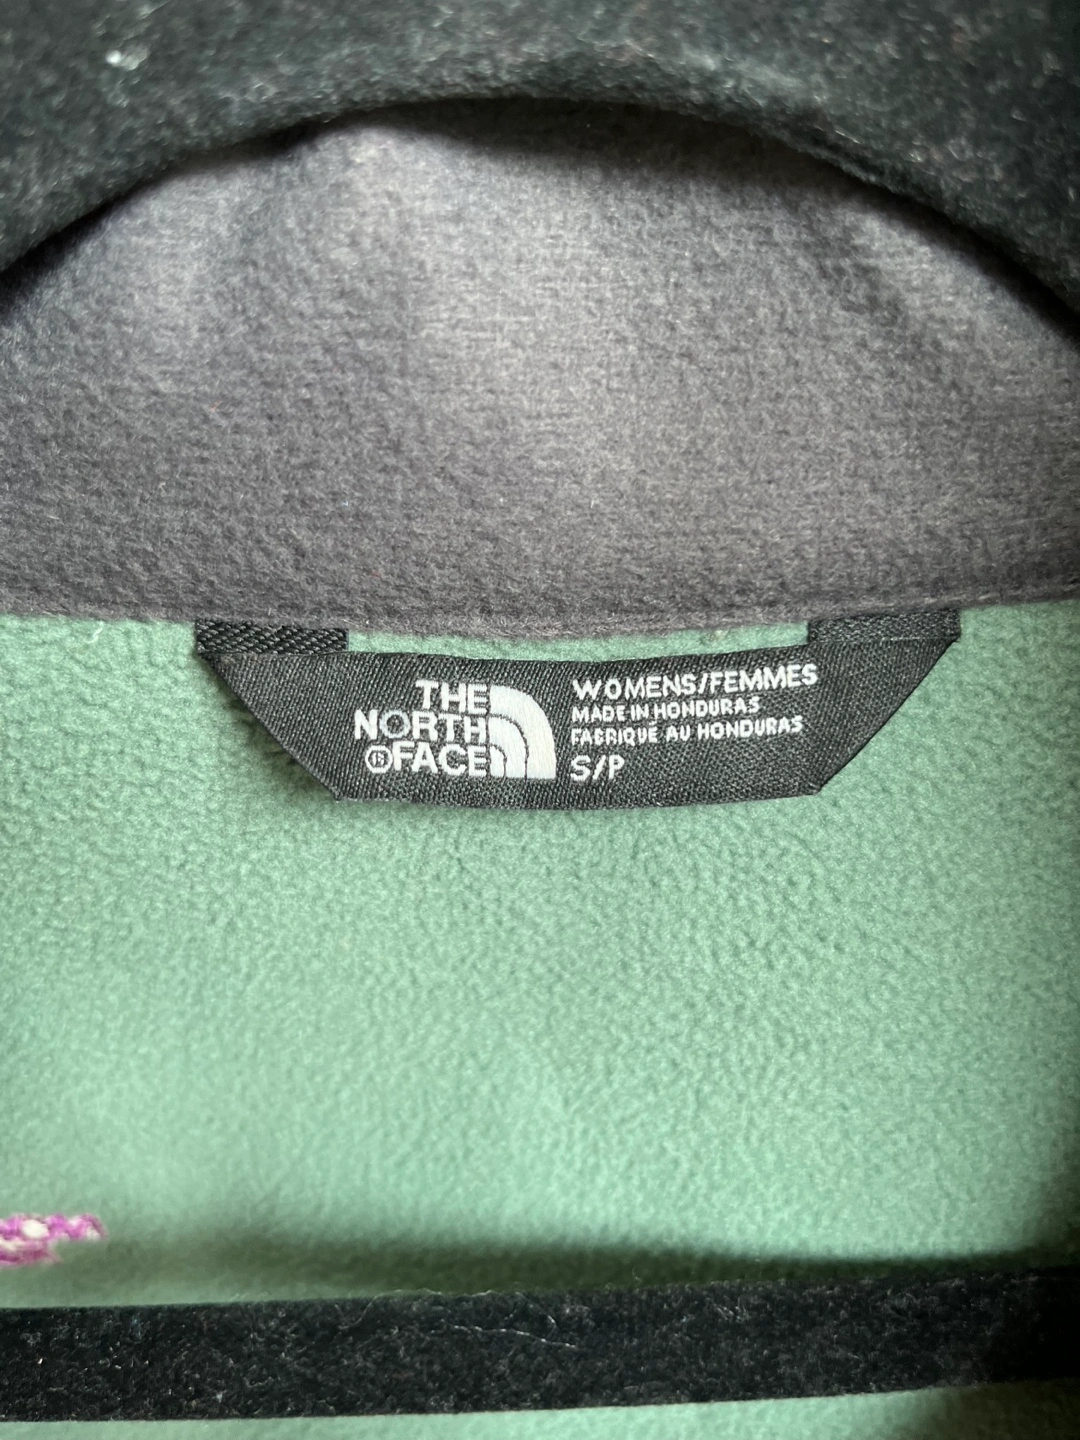 THE
NORTH
FACE
WOMENS/FEMMES
MADE IN HONDURAS
FABRIQUÉ AU HONDURAS
S/P